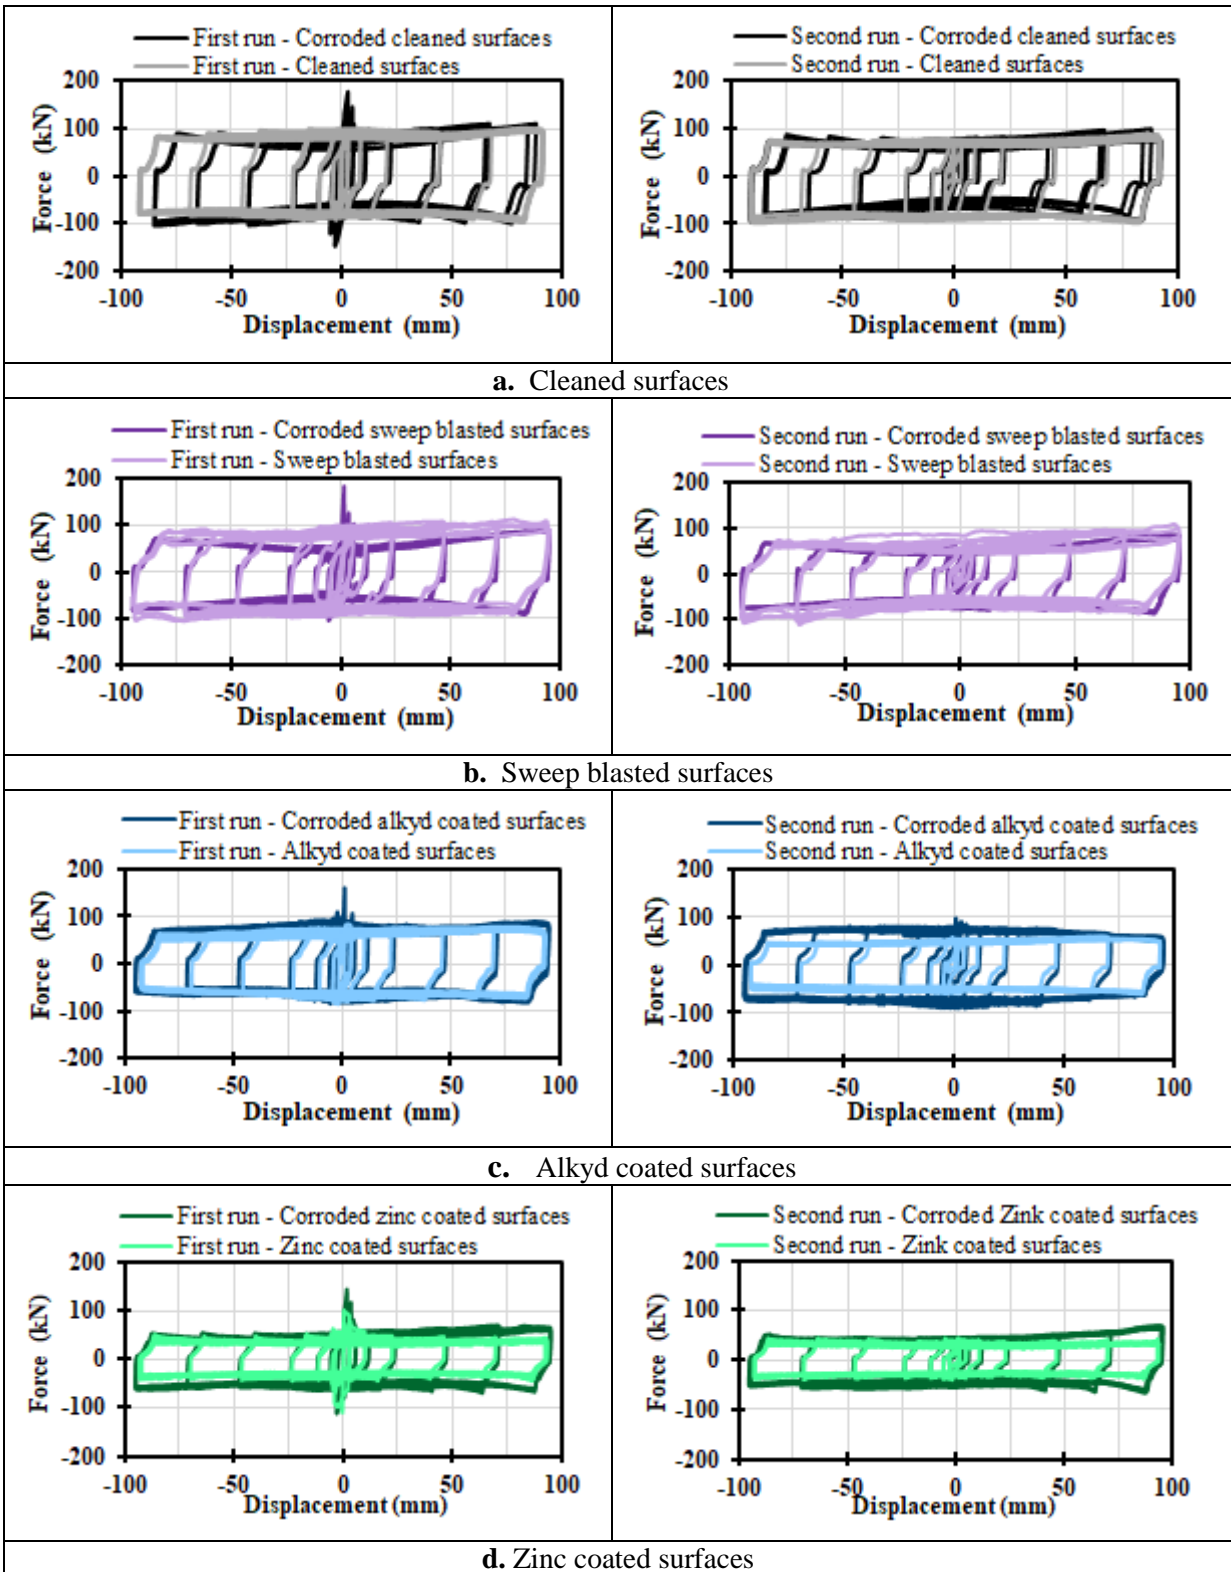 First run - Corroded cleaned surfaces
First run - Cleaned surfaces
200
100
0
-100
-200
Force (kN)
-100 -50 0 50 100
Displacement (mm)
Second run - Corroded cleaned surfaces
Second run - Cleaned surfaces
200
100
0
-100
-200
Force (kN)
-100 -50 0 50 100
Displacement (mm)
a. Cleaned surfaces
First run - Corroded sweep blasted surfaces
First run - Sweep blasted surfaces
200
100
0
-100
-200
Force (kN)
-100 -50 0 50 100
Displacement (mm)
Second run - Corroded sweep blasted surfaces
Second run - Sweep blasted surfaces
200
100
0
-100
-200
Force (kN)
-100 -50 0 50 100
Displacement (mm)
b. Sweep blasted surfaces
First run - Corroded alkyd coated surfaces
First run - Alkyd coated surfaces
200
100
0
-100
-200
Force (kN)
-100 -50 0 50 100
Displacement (mm)
Second run - Corroded alkyd coated surfaces
Second run - Alkyd coated surfaces
200
100
0
-100
-200
Force (kN)
-100 -50 0 50 100
Displacement (mm)
c. Alkyd coated surfaces
First run - Corroded zinc coated surfaces
First run - Zinc coated surfaces
200
100
0
-100
-200
Force (kN)
-100 -50 0 50 100
Displacement (mm)
Second run - Corroded Zink coated surfaces
Second run - Zink coated surfaces
200
100
0
-100
-200
Force (kN)
-100 -50 0 50 100
Displacement (mm)
d. Zinc coated surfaces